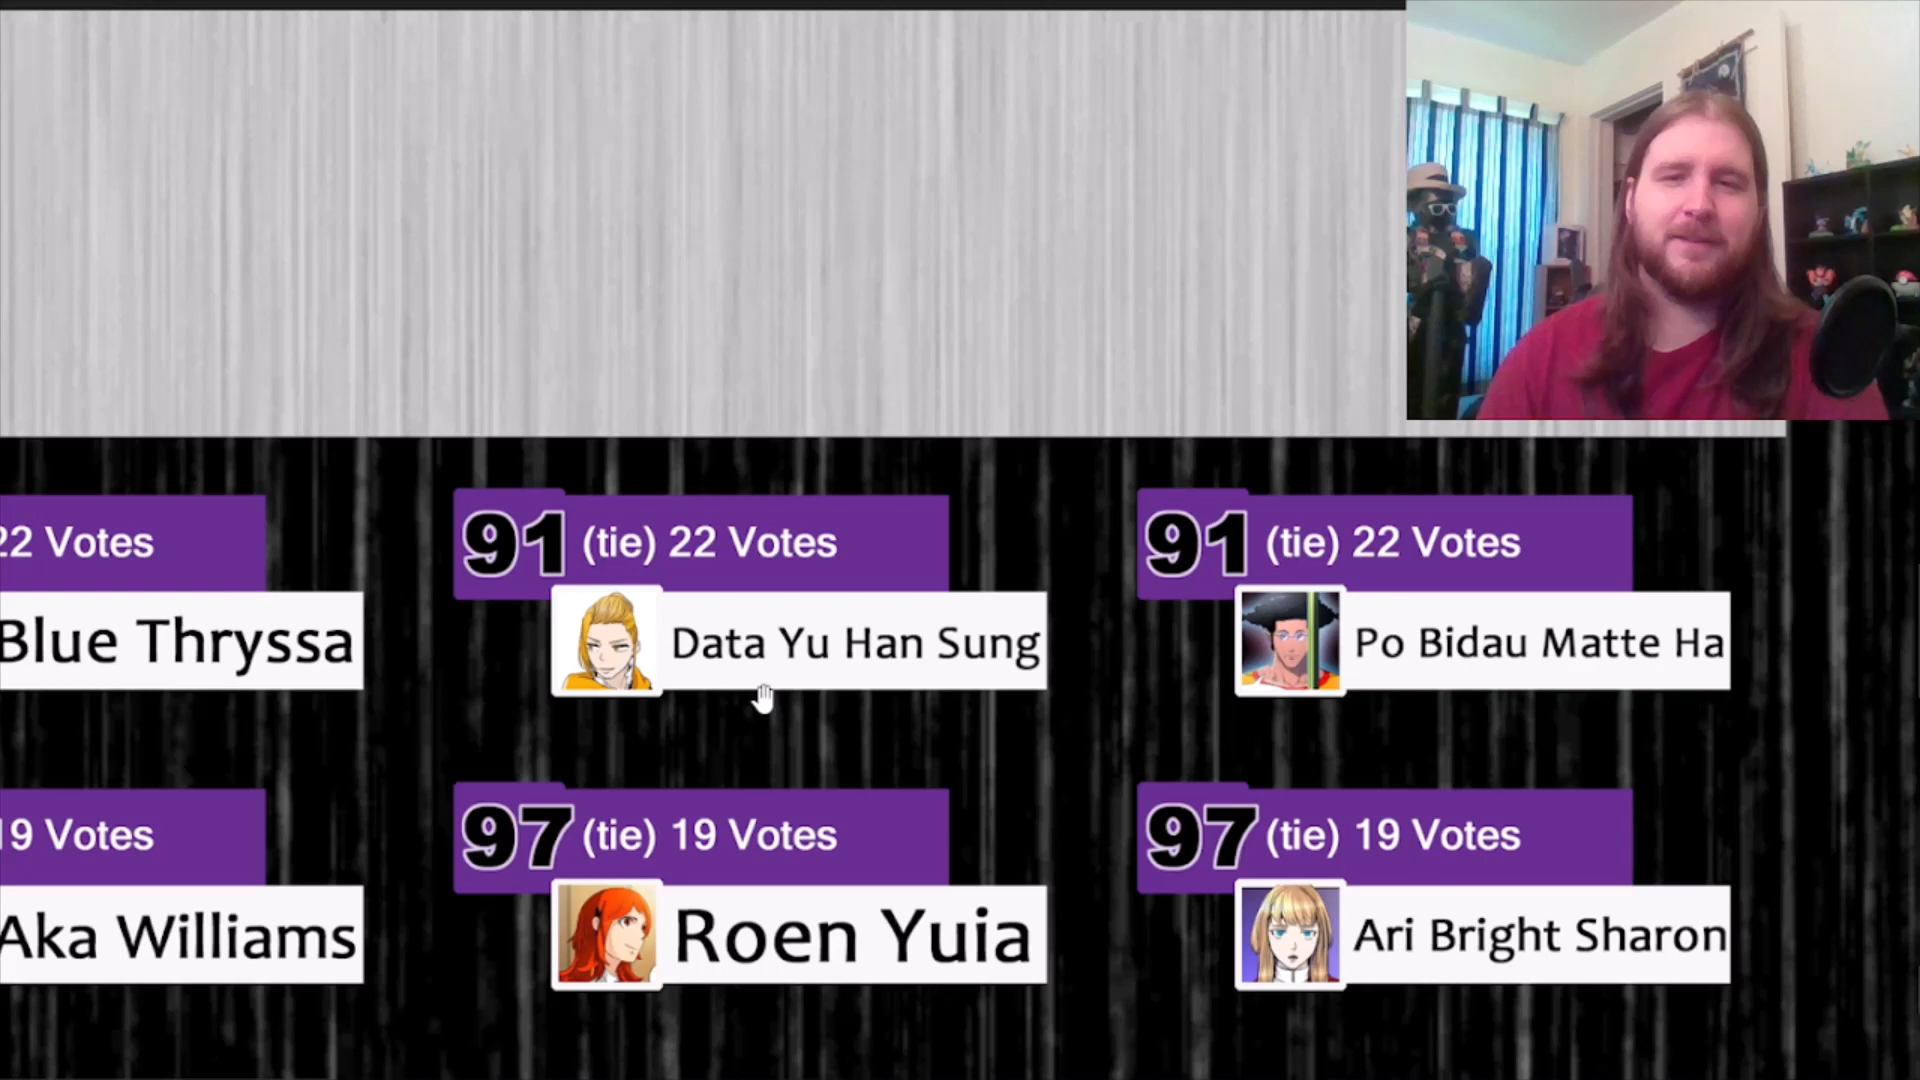 22 Votes
Blue Thryssa
91 (tie) 22 Votes
Data Yu Han Sung
91 (tie) 22 Votes
Po Bidau Matte Ha
19 Votes
Aka Williams
97 (tie) 19 Votes
Roen Yuia
97 (tie) 19 Votes
Ari Bright Sharon